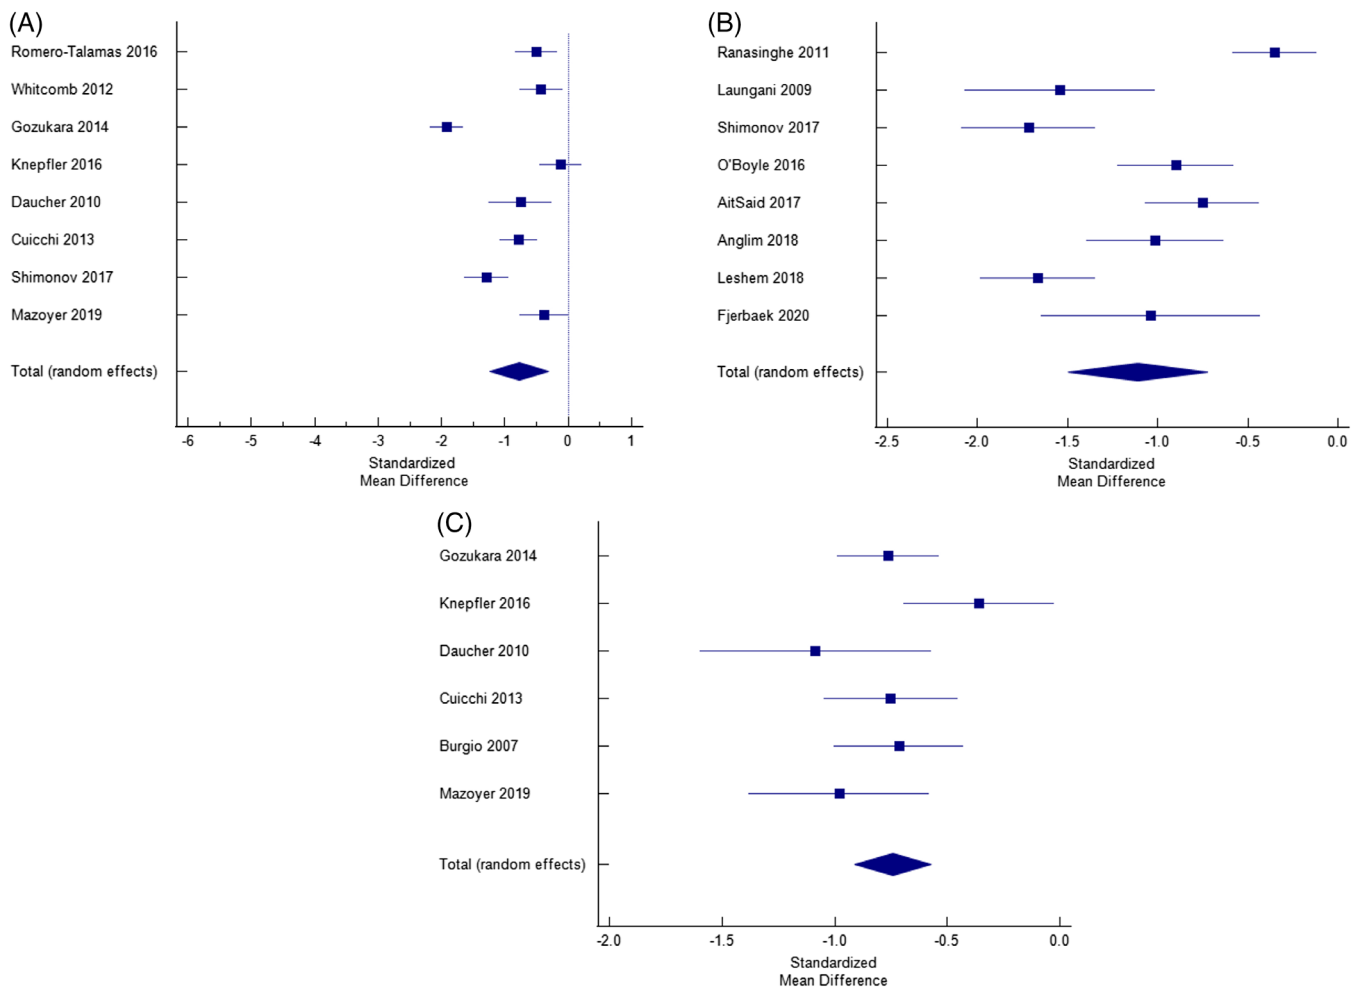 (A)
Romero-Talamas 2016
Whitcomb 2012
Gozukara 2014
Knepfler 2016
Daucher 2010
Cuicchi 2013
Shimonov 2017
Mazoyer 2019
Total (random effects)
-6 -5 -4 -3 -2 -1 0 1
Standardized
Mean Difference
(B)
Ranasinghe 2011
Laungani 2009
Shimonov 2017
O'Boyle 2016
AitSaid 2017
Anglim 2018
Leshem 2018
Fjerbaek 2020
Total (random effects)
-2.5 -2.0 -1.5 -1.0 -0.5 0.0
Standardized
Mean Difference
(C)
Gozukara 2014
Knepfler 2016
Daucher 2010
Cuicchi 2013
Burgio 2007
Mazoyer 2019
Total (random effects)
-2.0 -1.5 -1.0 -0.5 0.0
Standardized
Mean Difference